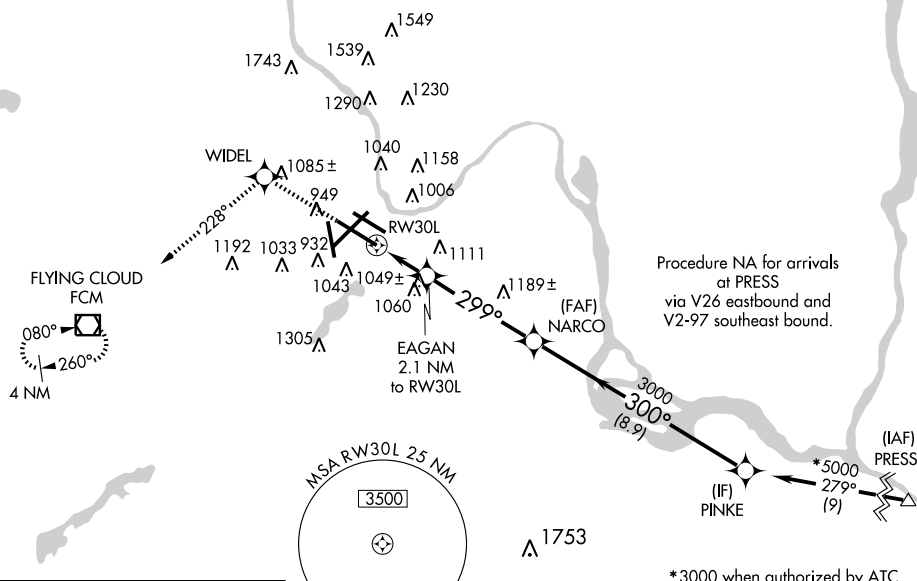 1549
1539
1743
1290
1230
1040
1158
WIDEL
1085 ±
1006
949
RW30L
228°
1192
1033
932
1111
1043
1049±
1060
1189±
FLYING CLOUD
FCM
080°
260°
4 NM
1305
299°
(FAF)
NARCO
EAGAN
2.1 NM
to RW30L
Procedure NA for arrivals
at PRESS
via V26 eastbound and
V2-97 southeast bound.
3000
300°
(8.9)
(IAF)
PRESS
*5000
279°
(9)
(IF)
PINKE
MSA RW30L 25 NM
3500
1753
*3000 when authorized by ATC